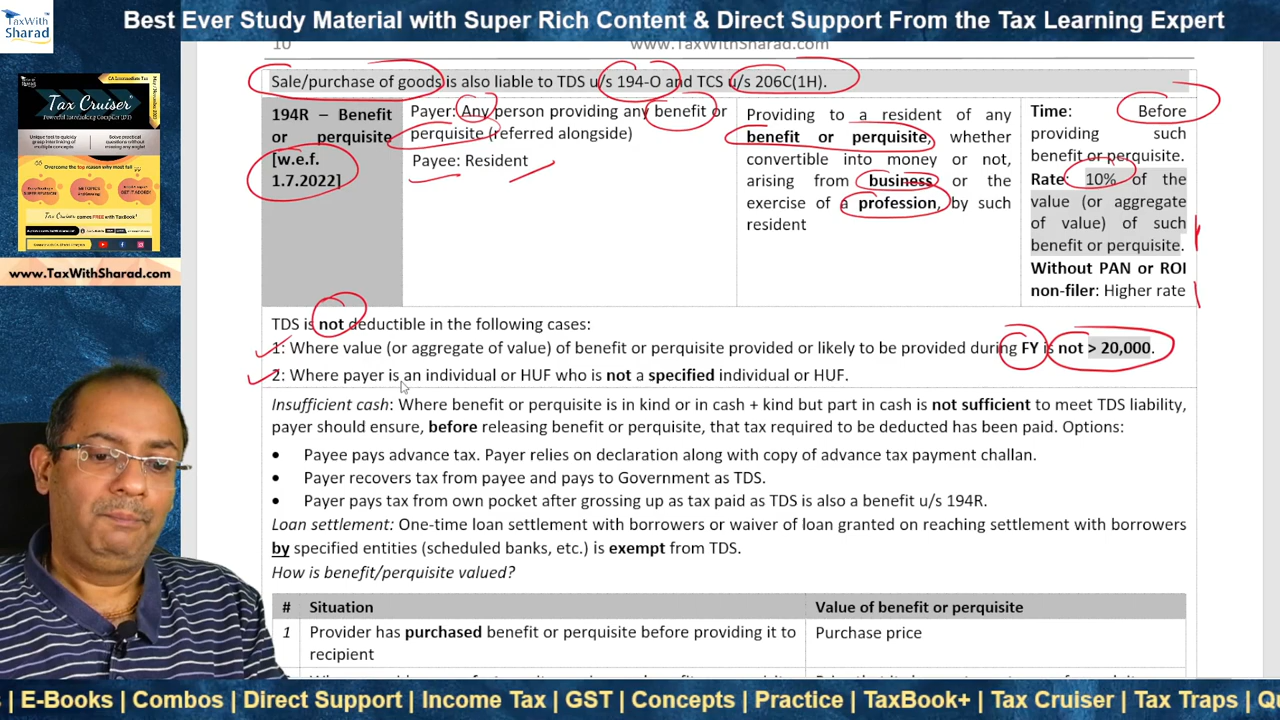 Best Ever Study Material with Super Rich Content & Direct Support From the Tax Learning Expert
TaxWith
Sharad
Tax Cruiser
www.TaxWithSharad.com
10 www.TaxWithSharad.com
Sale/purchase of goods is also liable to TDS u/s 194-O and TCS u/s 206C(1H).
194R – Benefit
or perquisite
[w.e.f.
1.7.2022]
Payer: Any person providing any benefit or
perquisite (referred alongside)
Payee: Resident
Providing to a resident of any
benefit or perquisite, whether
convertible into money or not,
arising from business or the
exercise of a profession, by such
resident
Time: Before
providing such
benefit or perquisite.
Rate: 10% of the
value (or aggregate
of value) of such
benefit or perquisite.
Without PAN or ROI
non-filer: Higher rate
TDS is not deductible in the following cases:
1: Where value (or aggregate of value) of benefit or perquisite provided or likely to be provided during FY is not > 20,000.
2: Where payer is an individual or HUF who is not a specified individual or HUF.
Insufficient cash: Where benefit or perquisite is in kind or in cash + kind but part in cash is not sufficient to meet TDS liability,
payer should ensure, before releasing benefit or perquisite, that tax required to be deducted has been paid. Options:
• Payee pays advance tax. Payer relies on declaration along with copy of advance tax payment challan.
• Payer recovers tax from payee and pays to Government as TDS.
• Payer pays tax from own pocket after grossing up as tax paid as TDS is also a benefit u/s 194R.
Loan settlement: One-time loan settlement with borrowers or waiver of loan granted on reaching settlement with borrowers
by specified entities (scheduled banks, etc.) is exempt from TDS.
How is benefit/perquisite valued?
# Situation Value of benefit or perquisite
1 Provider has purchased benefit or perquisite before providing it to Purchase price
recipient
| E-Books | Combos | Direct Support | Income Tax | GST | Concepts | Practice | TaxBook+ | Tax Cruiser | Tax Traps |